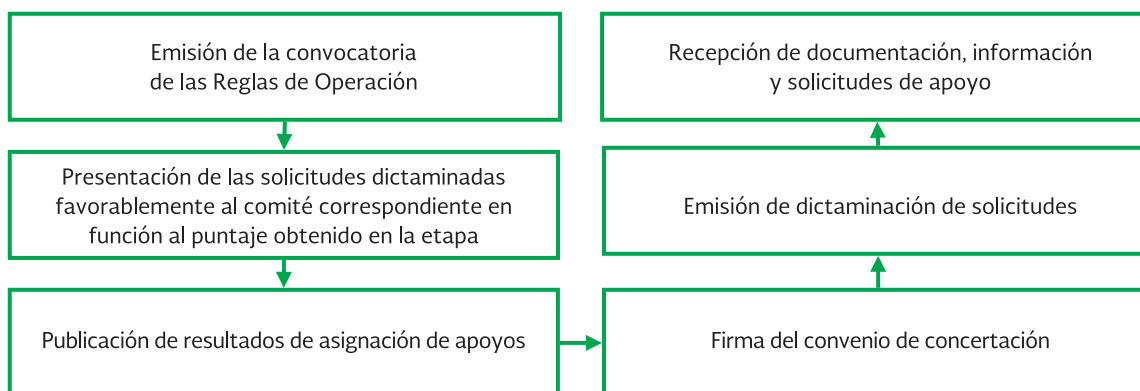 Emisión de la convocatoria
de las Reglas de Operación
Presentación de las solicitudes dictaminadas
favorablemente al comité correspondiente en
función al puntaje obtenido en la etapa
Publicación de resultados de asignación de apoyos
Firma del convenio de concertación
Emisión de dictaminación de solicitudes
Recepción de documentación, información
y solicitudes de apoyo